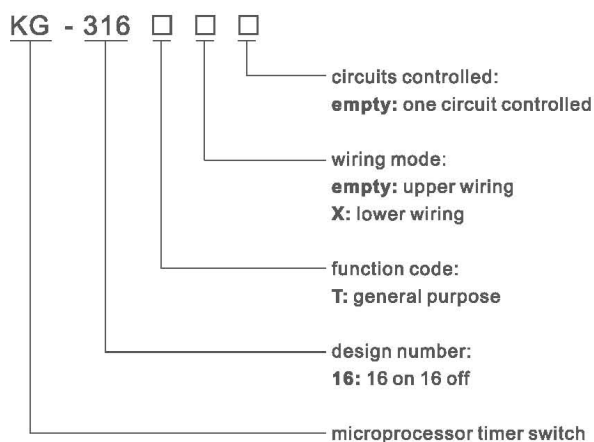 KG - 316 □ □ □
circuits controlled:
empty: one circuit controlled
wiring mode:
empty: upper wiring
X: lower wiring
function code:
T: general purpose
design number:
16: 16 on 16 off
microprocessor timer switch